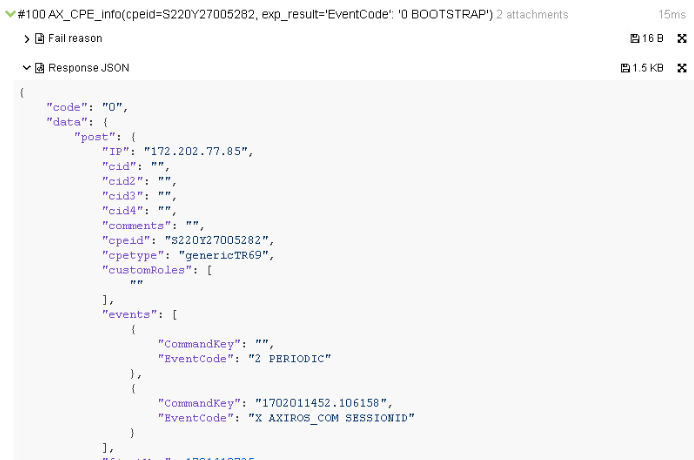 #100 AX_CPE_info(cpeid=S220Y27005282, exp_result='EventCode': '0 BOOTSTRAP') 2 attachments 15ms
Fail reason 16 B
Response JSON 1.5 KB
{
"code": "0",
"data": {
"post": {
"IP": "172.202.77.85",
"cid": "",
"cid2": "",
"cid3": "",
"cid4": "",
"comments": "",
"cpeid": "S220Y27005282",
"cpetype": "genericTR69",
"customRoles": [
""
],
"events": [
{
"CommandKey": "",
"EventCode": "2 PERIODIC"
},
{
"CommandKey": "1702011452.106158",
"EventCode": "X AXIROS_COM SESSIONID"
}
],